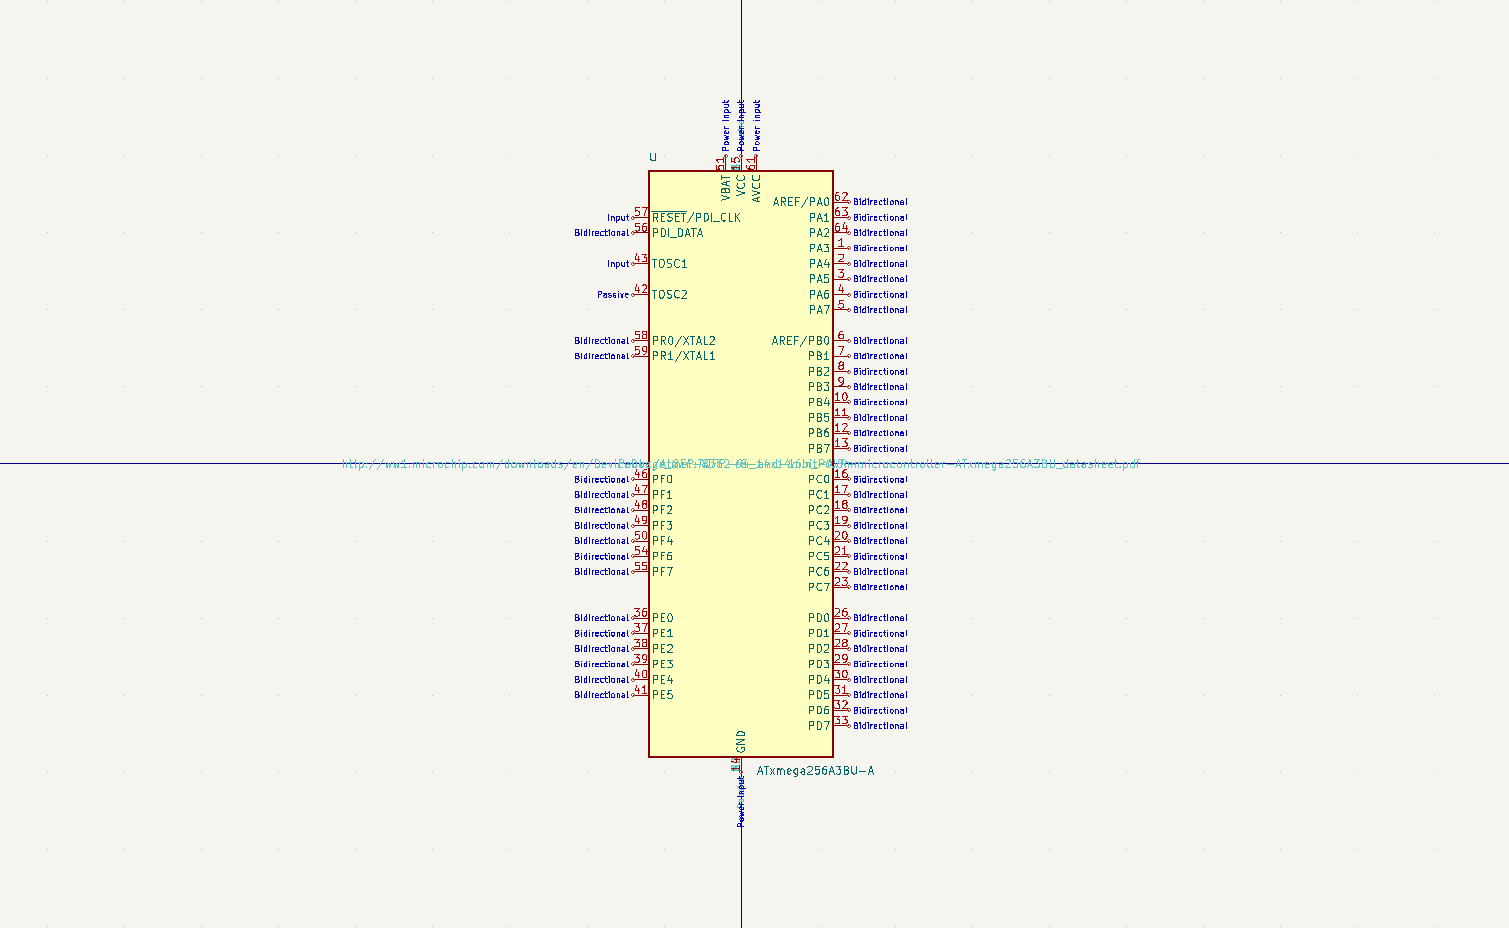 Power Input
Power Input
Power Input
51
15
61
U
VBAT
VCC
AVCC
AREF/PA0 62 Bidirectional
Input 57 RESET/PDI_CLK PA1 63 Bidirectional
Bidirectional 56 PDI_DATA PA2 64 Bidirectional
PA3 1 Bidirectional
Input 43 TOSC1 PA4 2 Bidirectional
PA5 3 Bidirectional
Passive 42 TOSC2 PA6 4 Bidirectional
PA7 5 Bidirectional
Bidirectional 58 PR0/XTAL2 AREF/PB0 6 Bidirectional
Bidirectional 59 PR1/XTAL1 PB1 7 Bidirectional
PB2 8 Bidirectional
PB3 9 Bidirectional
PB4 10 Bidirectional
PB5 11 Bidirectional
PB6 12 Bidirectional
PB7 13 Bidirectional
Bidirectional 46 PF0 PC0 16 Bidirectional
Bidirectional 47 PF1 PC1 17 Bidirectional
Bidirectional 48 PF2 PC2 18 Bidirectional
Bidirectional 49 PF3 PC3 19 Bidirectional
Bidirectional 50 PF4 PC4 20 Bidirectional
Bidirectional 54 PF6 PC5 21 Bidirectional
Bidirectional 55 PF7 PC6 22 Bidirectional
PC7 23 Bidirectional
Bidirectional 36 PE0 PD0 26 Bidirectional
Bidirectional 37 PE1 PD1 27 Bidirectional
Bidirectional 38 PE2 PD2 28 Bidirectional
Bidirectional 39 PE3 PD3 29 Bidirectional
Bidirectional 40 PE4 PD4 30 Bidirectional
Bidirectional 41 PE5 PD5 31 Bidirectional
PD6 32 Bidirectional
PD7 33 Bidirectional
GND
14
ATxmega256A3BU-A
Power Input